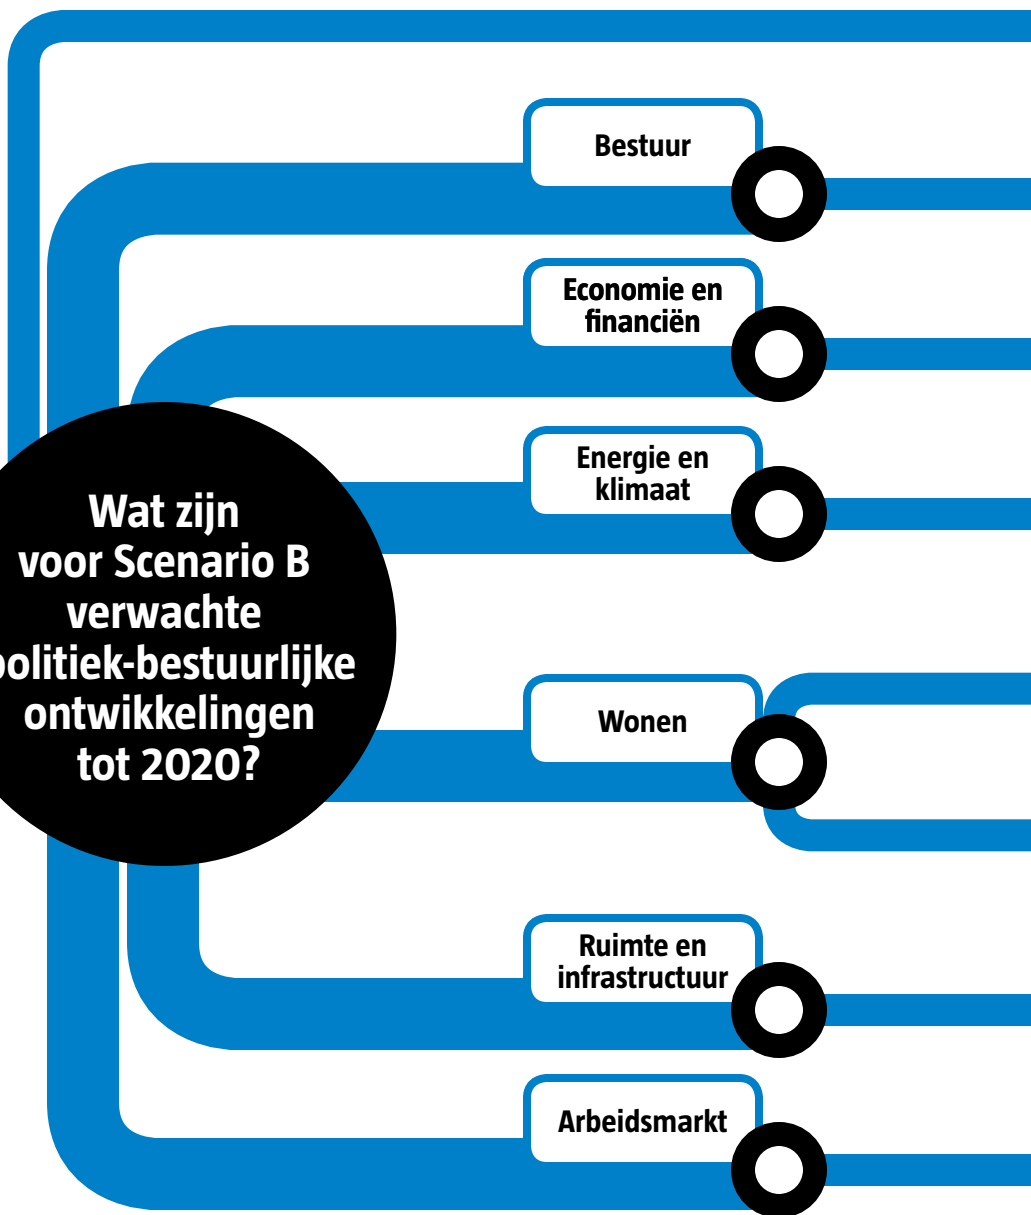 Bestuur
Economie en
financiën
Energie en
klimaat
Wat zijn
voor Scenario B
verwachte
politiek-bestuurlijke
ontwikkelingen
tot 2020?
Wonen
Ruimte en
infrastructuur
Arbeidsmarkt